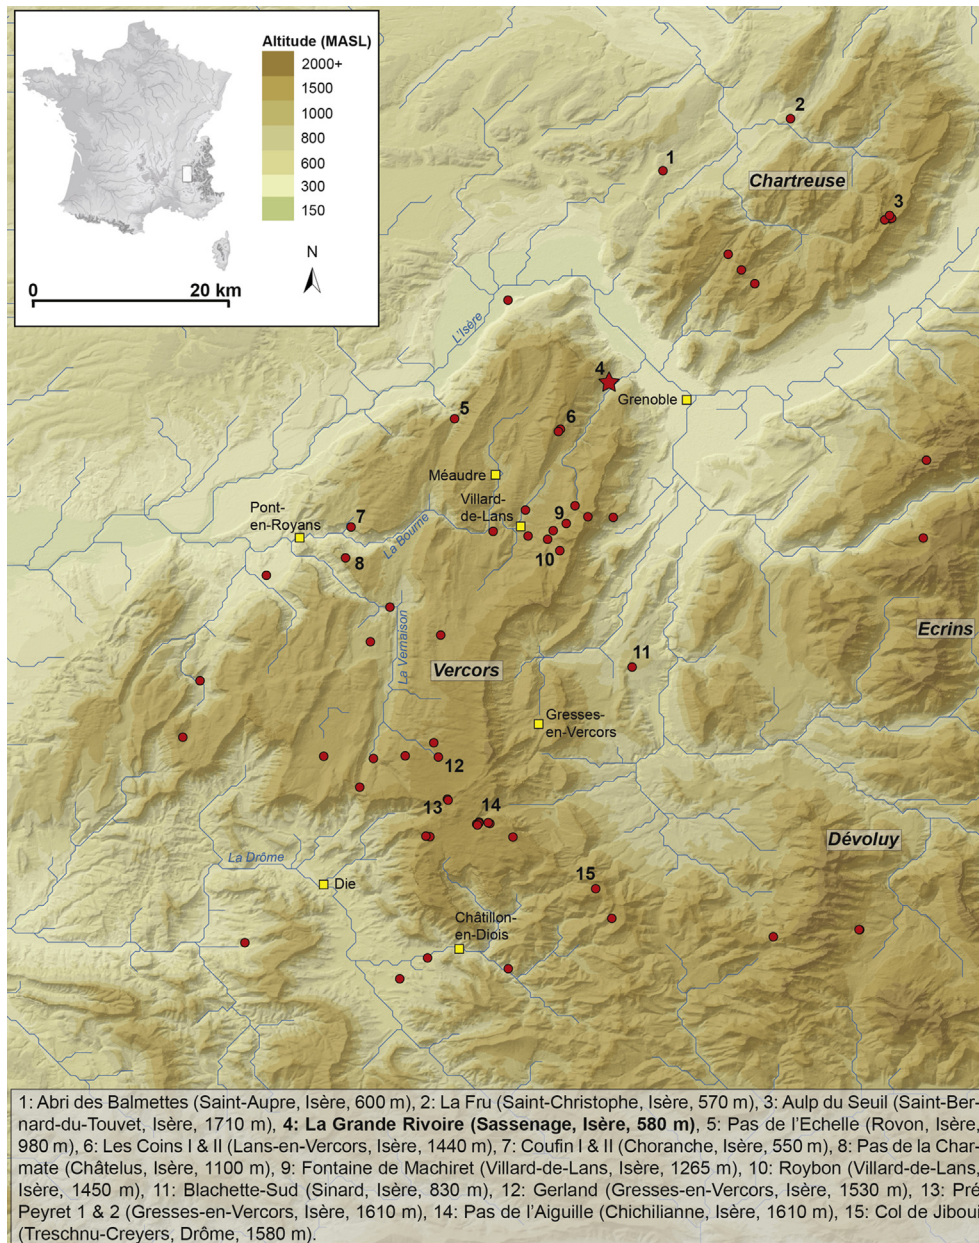 Altitude (MASL)
2000+
1500
1000
800
600
300
150
N
0 20 km
1
2
Chartreuse
3
L'Isère
4
Grenoble
5
6
Méaudre
Villard-
de-Lans
Pont-
en-Royans
7
La Bourne
9
8
10
Ecrins
La Vernaison
Vercors
11
Gresses-
en-Vercors
12
13
14
Dévoluy
La Drôme
Die
15
Châtillon-
en-Diois
1: Abri des Balmettes (Saint-Aupre, Isère, 600 m), 2: La Fru (Saint-Christophe, Isère, 570 m), 3: Aulp du Seuil (Saint-Ber-
nard-du-Touvet, Isère, 1710 m), 4: La Grande Rivoire (Sassenage, Isère, 580 m), 5: Pas de l'Echelle (Rovon, Isère,
980 m), 6: Les Coins I & II (Lans-en-Vercors, Isère, 1440 m), 7: Coufin I & II (Choranche, Isère, 550 m), 8: Pas de la Char-
mate (Châtelus, Isère, 1100 m), 9: Fontaine de Machiret (Villard-de-Lans, Isère, 1265 m), 10: Roybon (Villard-de-Lans,
Isère, 1450 m), 11: Blachette-Sud (Sinard, Isère, 830 m), 12: Gerland (Gresses-en-Vercors, Isère, 1530 m), 13: Pré
Peyret 1 & 2 (Gresses-en-Vercors, Isère, 1610 m), 14: Pas de l'Aiguille (Chichilianne, Isère, 1610 m), 15: Col de Jiboui
(Treschnu-Creyers, Drôme, 1580 m).